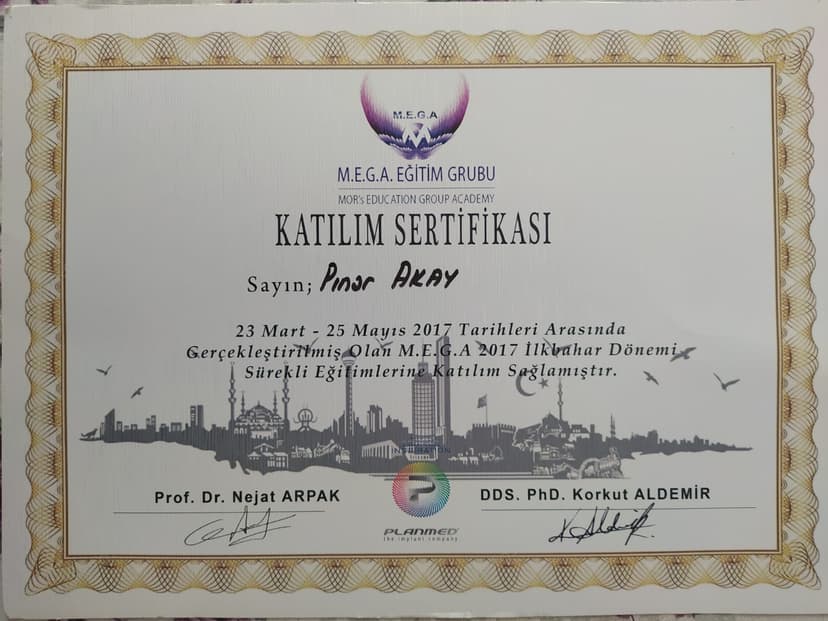 M.E.G.A
M.E.G.A. EĞİTİM GRUBU
MOR's EDUCATION GROUP ACADEMY
KATILIM SERTİFİKASI
Sayın; Pınar AKAY
23 Mart - 25 Mayıs 2017 Tarihleri Arasında
Gerçekleştirilmiş Olan M.E.G.A 2017 İlkbahar Dönemi
Sürekli Eğitimlerine Katılım Sağlamıştır.
Prof. Dr. Nejat ARPAK
DDS. PhD. Korkut ALDEMİR
PLANMED
the implant company